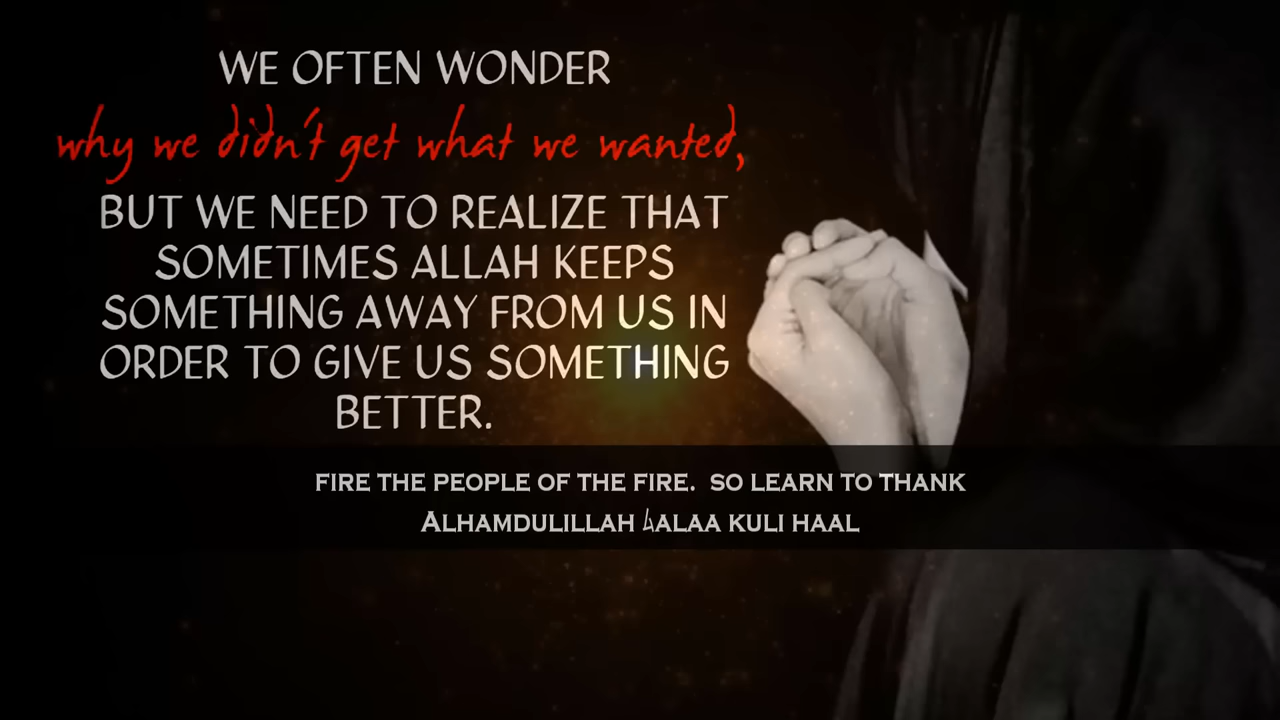 WE OFTEN WONDER
why we didn't get what we wanted,
BUT WE NEED TO REALIZE THAT
SOMETIMES ALLAH KEEPS
SOMETHING AWAY FROM US IN
ORDER TO GIVE US SOMETHING
BETTER.
FIRE THE PEOPLE OF THE FIRE. SO LEARN TO THANK
ALHAMDULILLAH ALAA KULI HAAL